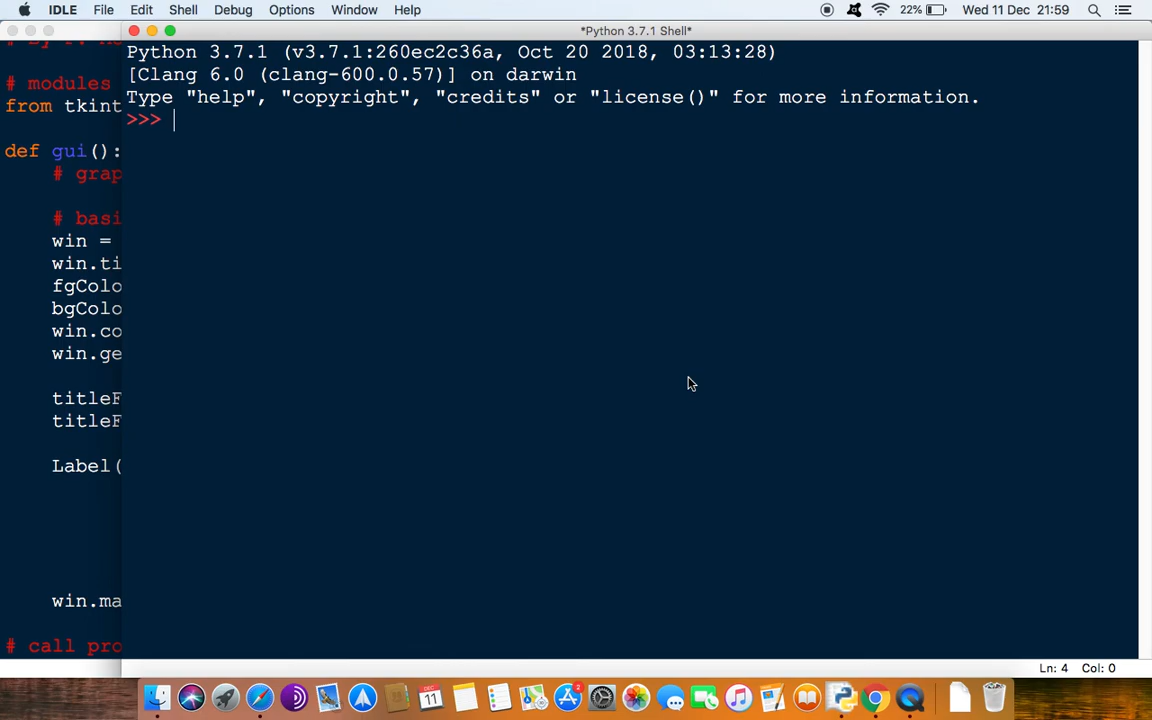 IDLE File Edit Shell Debug Options Window Help 22% Wed 11 Dec 21:59
*Python 3.7.1 Shell*
Python 3.7.1 (v3.7.1:260ec2c36a, Oct 20 2018, 03:13:28)
[Clang 6.0 (clang-600.0.57)] on darwin
Type "help", "copyright", "credits" or "license()" for more information.
>>>
# modules
from tkint
def gui():
# grap
# basi
win =
win.ti
fgColo
bgColo
win.co
win.ge
titleF
titleF
Label(
win.ma
# call pro
Ln: 4 Col: 0
DEC
11
2